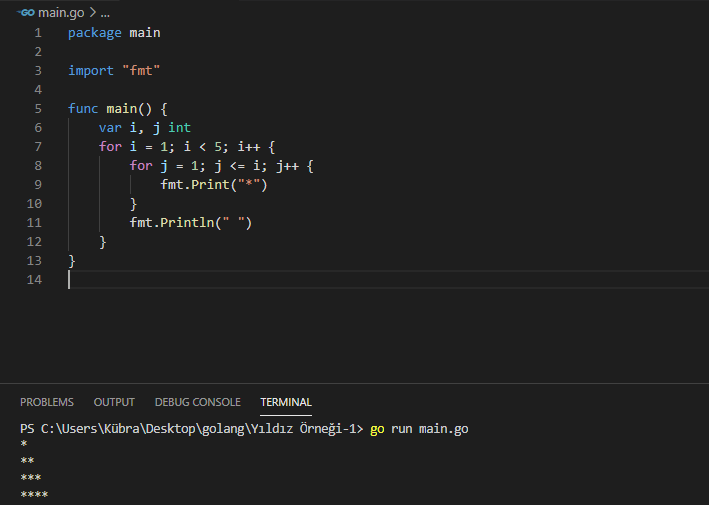 GO main.go > ...
1 package main
2
3 import "fmt"
4
5 func main() {
6     var i, j int
7     for i = 1; i < 5; i++ {
8         for j = 1; j <= i; j++ {
9             fmt.Print("*")
10         }
11         fmt.Println(" ")
12     }
13 }
14
PROBLEMS OUTPUT DEBUG CONSOLE TERMINAL
PS C:\Users\Kübra\Desktop\golang\Yıldız Örneği-1> go run main.go
*
**
***
****